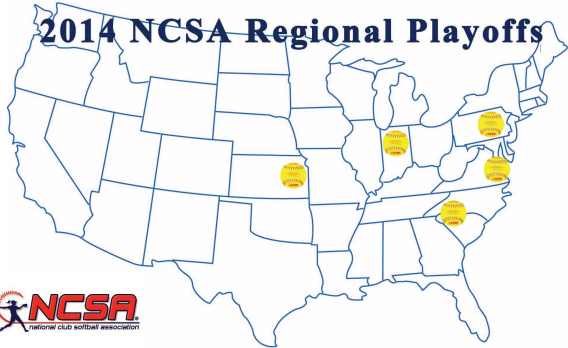 2014 NCSA Regional Playoffs
NCSA
national club softball association